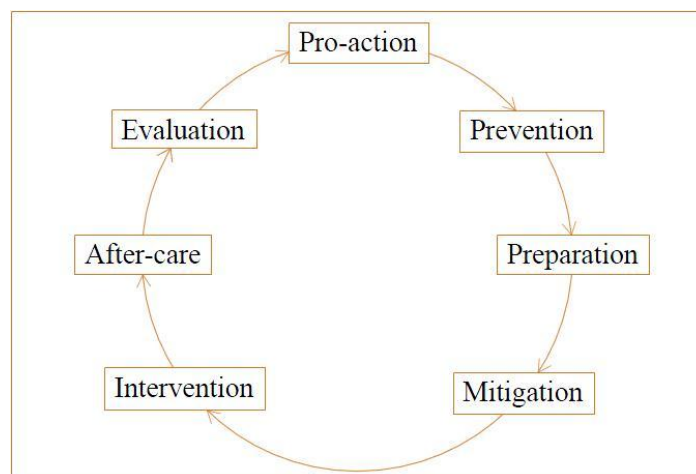 Pro-action
Prevention
Preparation
Mitigation
Intervention
After-care
Evaluation